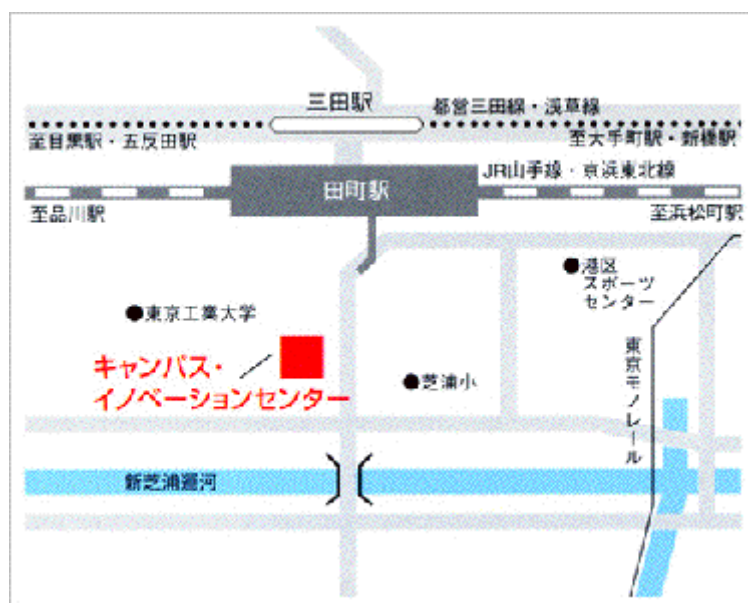 三田駅
都営三田線・浅草線
至目黒駅・五反田駅
至大手町駅・新橋駅
田町駅
JR山手線・京浜東北線
至品川駅
至浜松町駅
●港区
スポーツ
センター
●東京工業大学
キャンパス・
イノベーションセンター
●芝浦小
東京モノレール
新芝浦運河